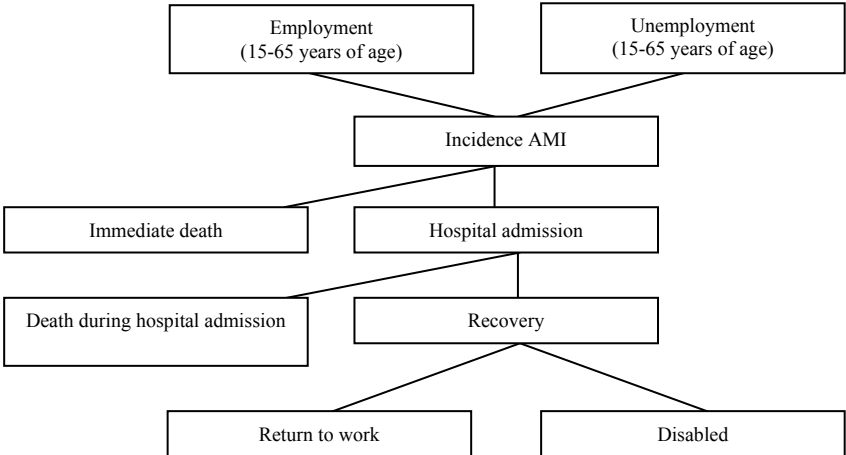 Employment
(15-65 years of age)
Unemployment
(15-65 years of age)
Incidence AMI
Immediate death
Hospital admission
Death during hospital admission
Recovery
Return to work
Disabled